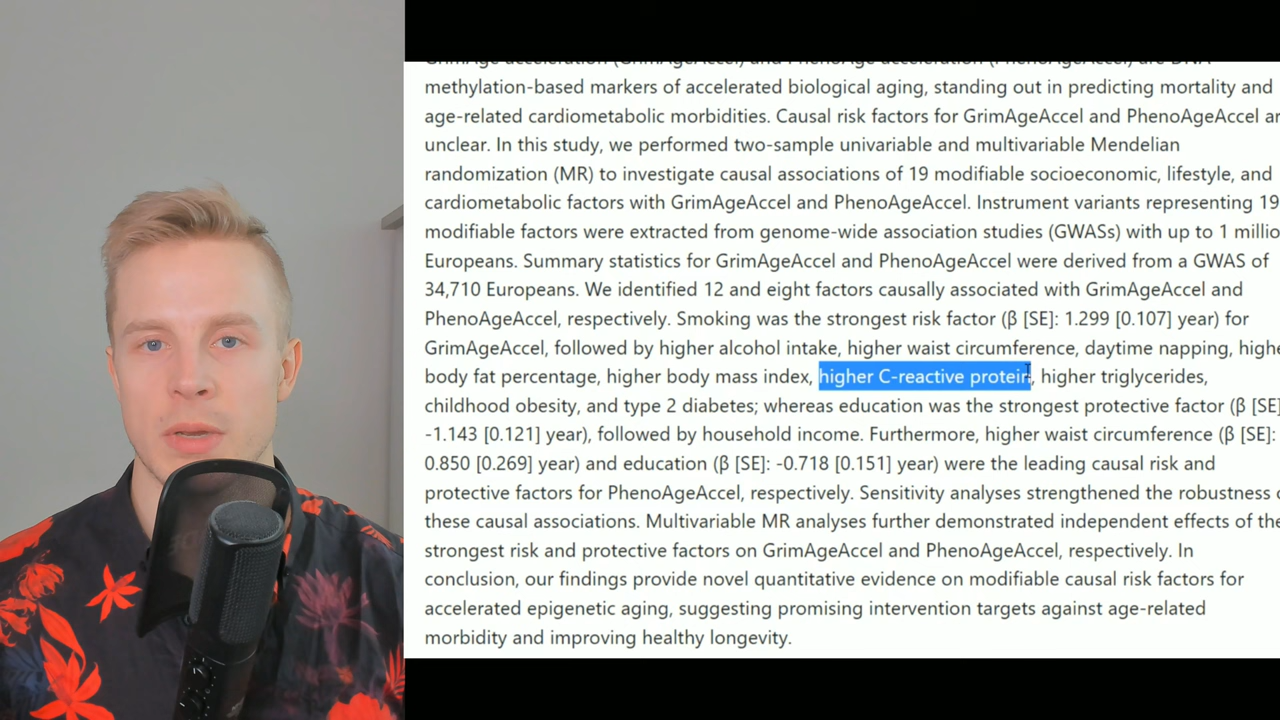 methylation-based markers of accelerated biological aging, standing out in predicting mortality and
age-related cardiometabolic morbidities. Causal risk factors for GrimAgeAccel and PhenoAgeAccel
unclear. In this study, we performed two-sample univariable and multivariable Mendelian
randomization (MR) to investigate causal associations of 19 modifiable socioeconomic, lifestyle, and
cardiometabolic factors with GrimAgeAccel and PhenoAgeAccel. Instrument variants representing 19
modifiable factors were extracted from genome-wide association studies (GWASs) with up to 1
Europeans. Summary statistics for GrimAgeAccel and PhenoAgeAccel were derived from a GWAS of
34,710 Europeans. We identified 12 and eight factors causally associated with GrimAgeAccel and
PhenoAgeAccel, respectively. Smoking was the strongest risk factor (β [SE]: 1.299 [0.107] year) for
GrimAgeAccel, followed by higher alcohol intake, higher waist circumference, daytime napping,
body fat percentage, higher body mass index, higher C-reactive protein, higher triglycerides,
childhood obesity, and type 2 diabetes; whereas education was the strongest protective factor (β [SE]
-1.143 [0.121] year), followed by household income. Furthermore, higher waist circumference (β [SE]:
0.850 [0.269] year) and education (β [SE]: -0.718 [0.151] year) were the leading causal risk and
protective factors for PhenoAgeAccel, respectively. Sensitivity analyses strengthened the robustness
these causal associations. Multivariable MR analyses further demonstrated independent effects of the
strongest risk and protective factors on GrimAgeAccel and PhenoAgeAccel, respectively. In
conclusion, our findings provide novel quantitative evidence on modifiable causal risk factors for
accelerated epigenetic aging, suggesting promising intervention targets against age-related
morbidity and improving healthy longevity.